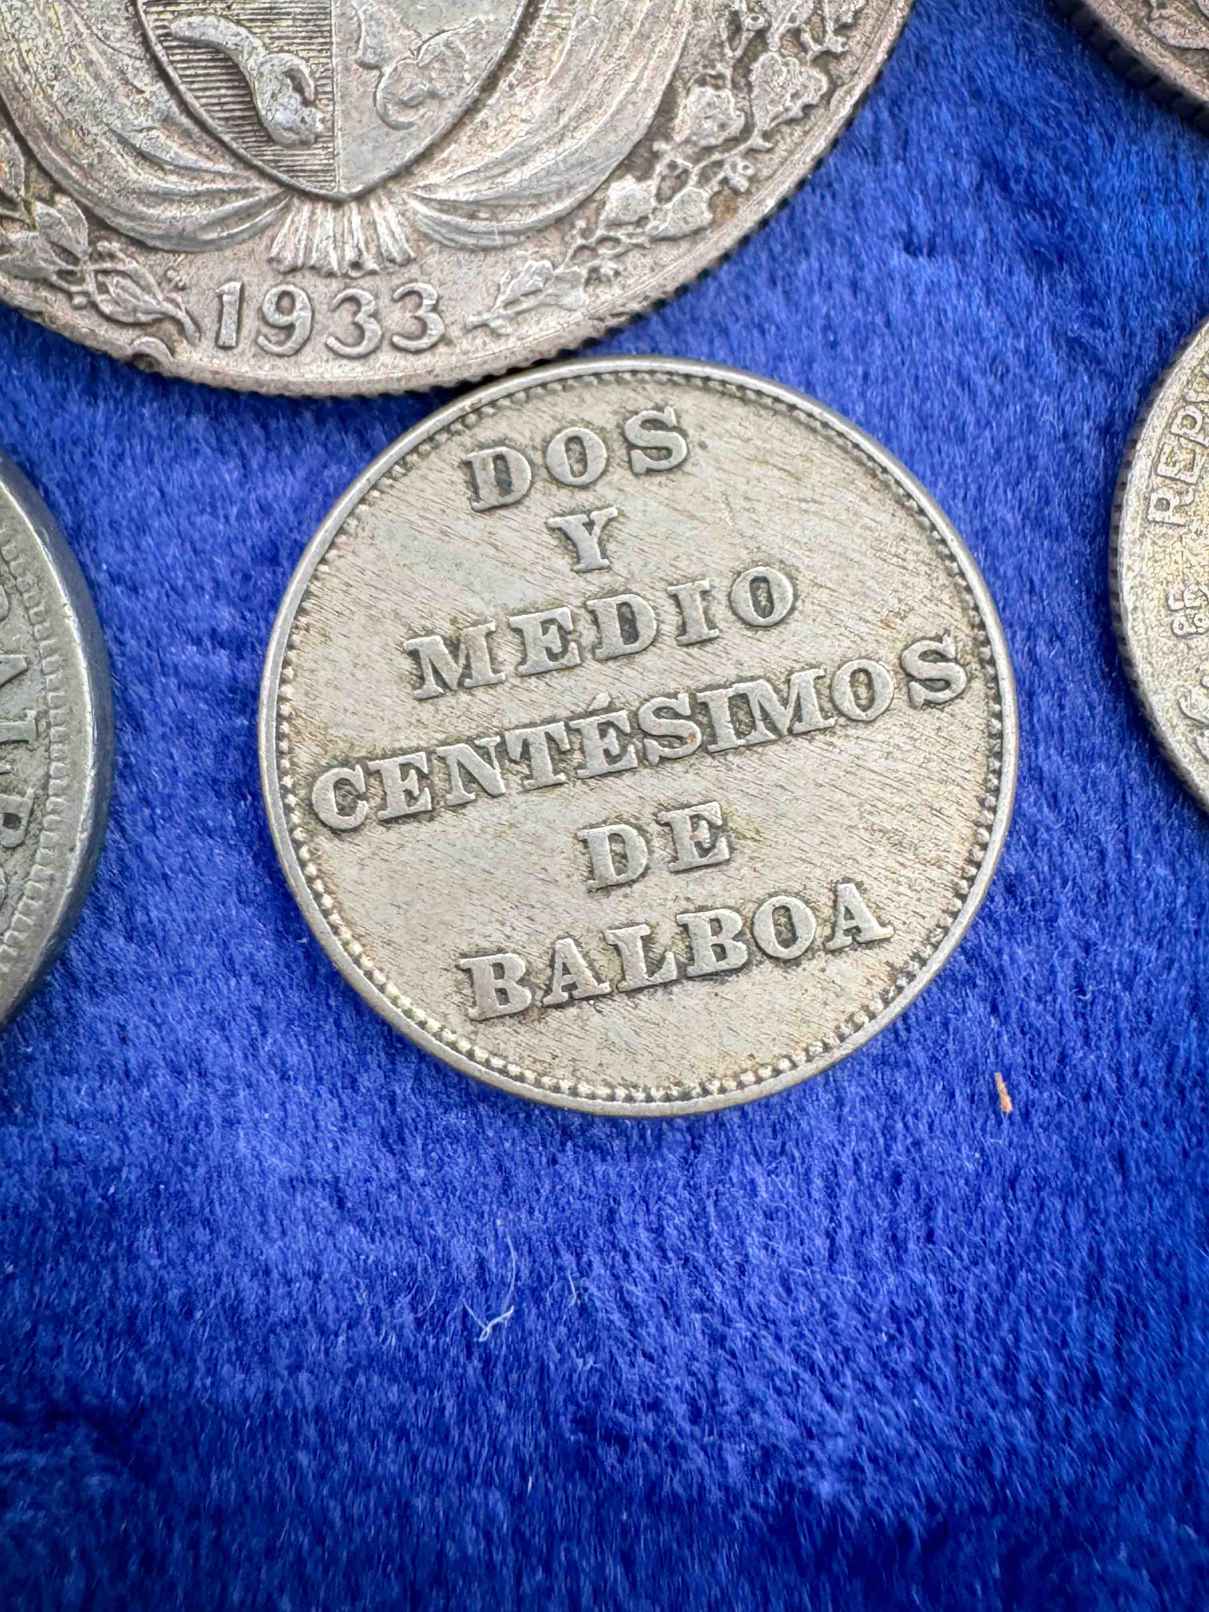 1933
DOS
Y
MEDIO
CENTÉSIMOS
DE
BALBOA